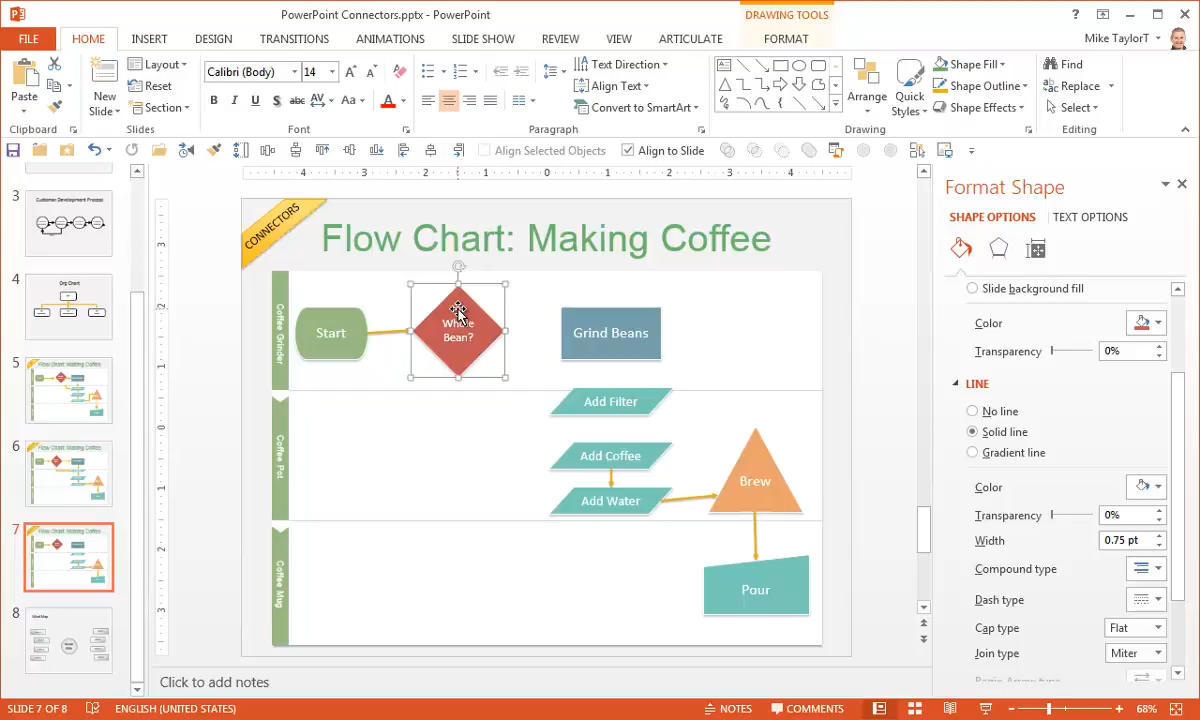 PowerPoint Connectors.pptx - PowerPoint
DRAWING TOOLS
FILE
HOME
INSERT
DESIGN
TRANSITIONS
ANIMATIONS
SLIDE SHOW
REVIEW
VIEW
ARTICULATE
FORMAT
Mike TaylorT
Paste
New
Slide
Layout
Reset
Section
Calibri (Body)
14
Text Direction
Align Text
Convert to SmartArt
Arrange
Quick
Styles
Shape Fill
Shape Outline
Shape Effects
Find
Replace
Select
Clipboard
Slides
Font
Paragraph
Drawing
Editing
Align Selected Objects
Align to Slide
3
Customer Development Process
4
Org Chart
5
Flow Chart: Making Coffee
6
Flow Chart: Making Coffee
7
Flow Chart: Making Coffee
8
CONNECTORS
Flow Chart: Making Coffee
Coffee Grinder
Start
Whole
Bean?
Grind Beans
Coffee Pot
Add Filter
Add Coffee
Add Water
Brew
Coffee Mug
Pour
Click to add notes
Format Shape
SHAPE OPTIONS
TEXT OPTIONS
Slide background fill
Color
Transparency
0%
LINE
No line
Solid line
Gradient line
Color
Transparency
0%
Width
0.75 pt
Compound type
Dash type
Cap type
Flat
Join type
Miter
SLIDE 7 OF 8
ENGLISH (UNITED STATES)
NOTES
COMMENTS
68%